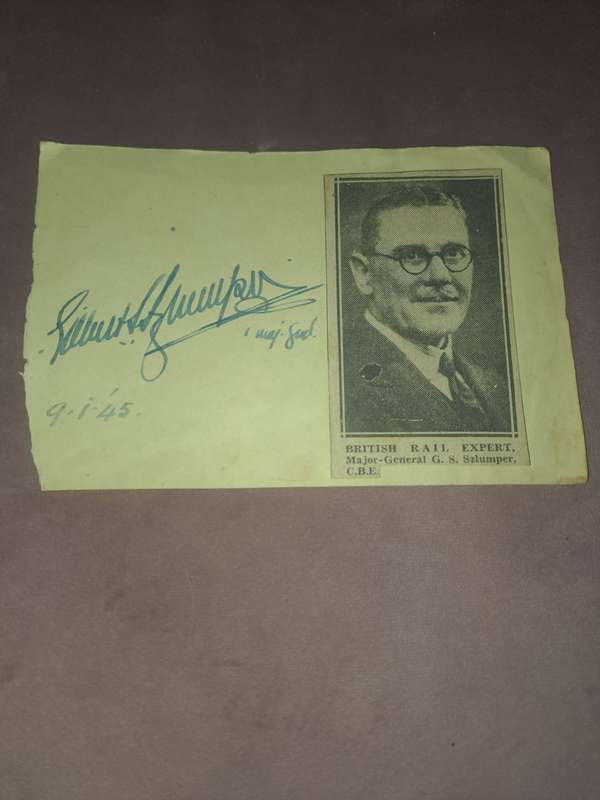 Gilbert S. Szlumper
Maj. Genl.
9·1·45.
BRITISH RAIL EXPERT,
Major-General G. S. Szlumper,
C.B.E.